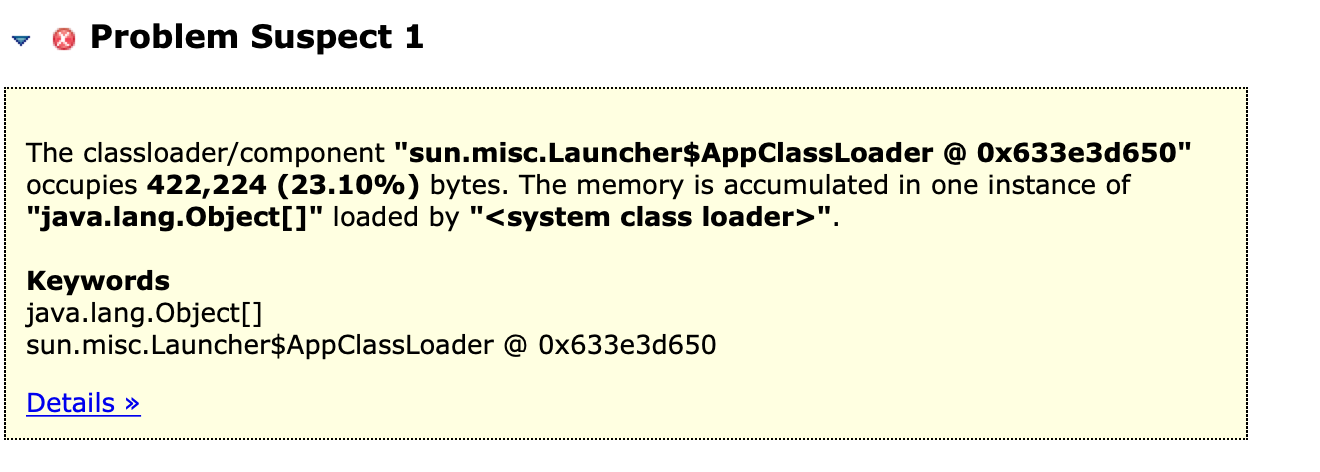 Problem Suspect 1
The classloader/component "sun.misc.Launcher$AppClassLoader @ 0x633e3d650"
occupies 422,224 (23.10%) bytes. The memory is accumulated in one instance of
"java.lang.Object[]" loaded by "<system class loader>".
Keywords
java.lang.Object[]
sun.misc.Launcher$AppClassLoader @ 0x633e3d650
Details »